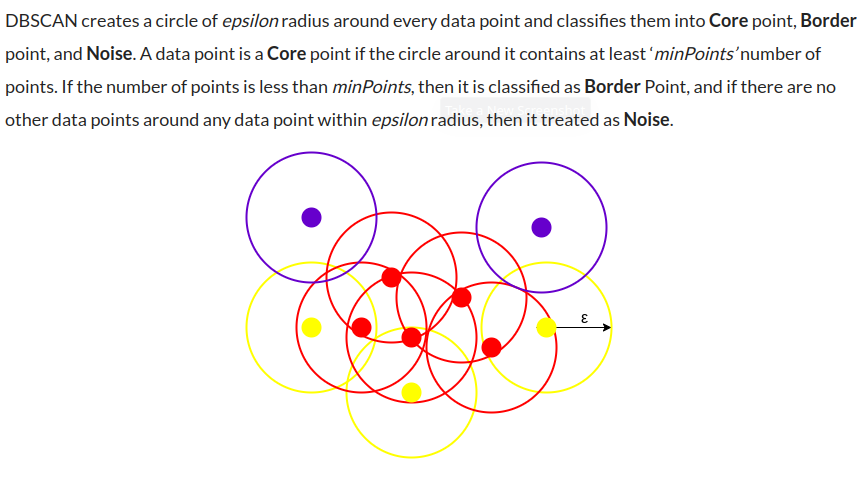 DBSCAN creates a circle of epsilon radius around every data point and classifies them into Core point, Border
point, and Noise. A data point is a Core point if the circle around it contains at least ‘minPoints’ number of
points. If the number of points is less than minPoints, then it is classified as Border Point, and if there are no
Take a New Screenshot
other data points around any data point within epsilon radius, then it treated as Noise.
ε